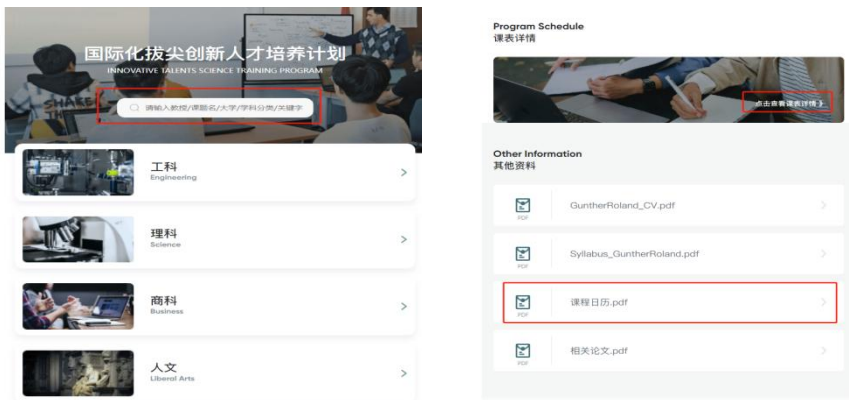 国际化拔尖创新人才培养计划
INNOVATIVE TALENTS SCIENCE TRAINING PROGRAM
请输入教授/课题名/大学/学科分类/关键字
工科
Engineering
理科
Science
商科
Business
人文
Liberal Arts
Program Schedule
课表详情
点击查看课表详情 >
Other Information
其他资料
PDF
GuntherRoland_CV.pdf
PDF
Syllabus_GuntherRoland.pdf
PDF
课程日历.pdf
PDF
相关论文.pdf